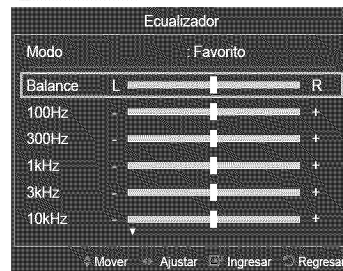 Ecualizador
Modo : Favorito
Balance L R
100Hz - +
300Hz - +
1kHz - +
3kHz - +
10kHz - +
Mover Ajustar Ingresar Regresar